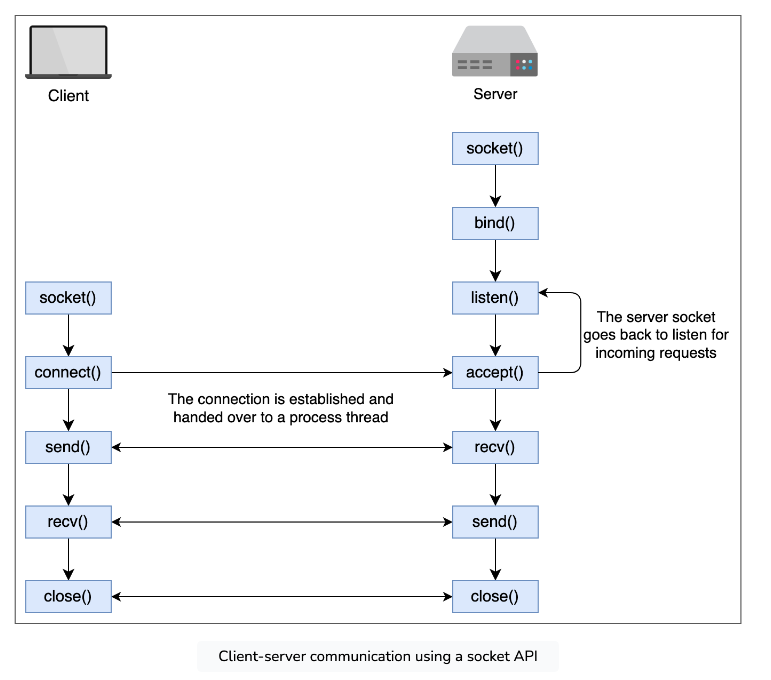 Client
Server
socket()
bind()
socket()
listen()
The server socket
goes back to listen for
incoming requests
connect()
accept()
The connection is established and
handed over to a process thread
send()
recv()
recv()
send()
close()
close()
Client-server communication using a socket API